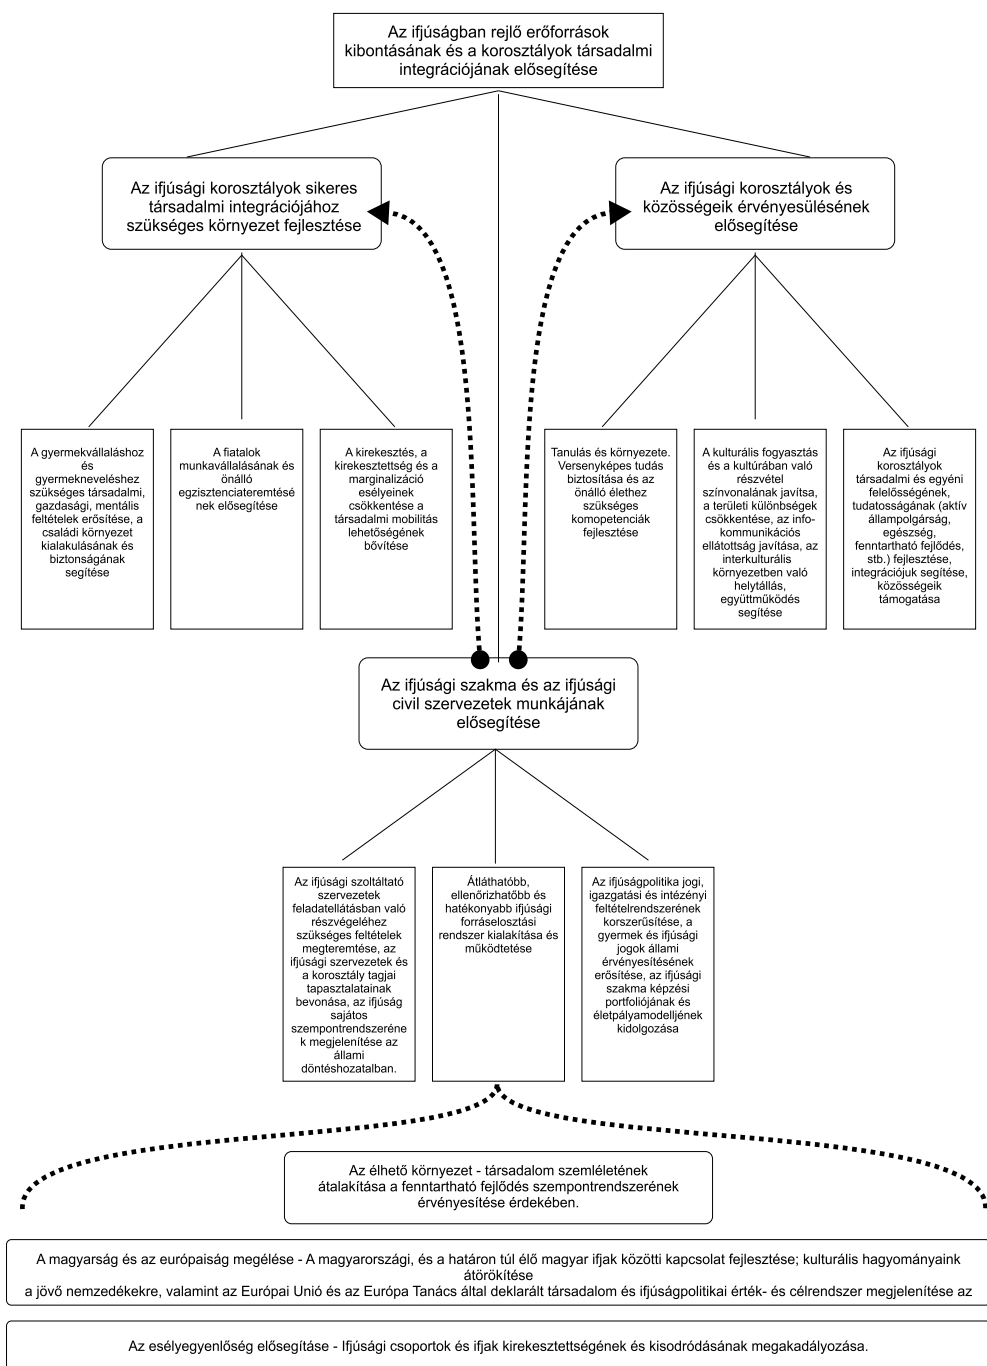 Az ifjúságban rejlő erőforrások
kibontásának és a korosztályok társadalmi
integrációjának elősegítése
Az ifjúsági korosztályok sikeres
társadalmi integrációjához
szükséges környezet fejlesztése
Az ifjúsági korosztályok és
közösségeik érvényesülésének
elősegítése
A gyermekvállaláshoz
és
gyermekneveléshez
szükséges társadalmi,
gazdasági, mentális
feltételek erősítése, a
családi környezet
kialakulásának és
biztonságának
segítése
A fiatalok
munkavállalásának és
önálló
egzisztenciateremtésé
nek elősegítése
A kirekesztés, a
kirekesztettség és a
marginalizáció
esélyeinek
csökkentése a
társadalmi mobilitás
lehetőségének
bővítése
Tanulás és környezete.
Versenyképes tudás
biztosítása és az
önálló élethez
szükséges
komopetenciák
fejlesztése
A kulturális fogyasztás
és a kultúrában való
részvétel
színvonalának javítsa,
a területi különbségek
csökkentése, az info-
kommunikációs
ellátottság javítása, az
interkulturális
környezetben való
helytállás,
együttműködés
segítése
Az ifjúsági
korosztályok
társadalmi és egyéni
felelősségének,
tudatosságának (aktív
állampolgárság,
egészség,
fenntartható fejlődés,
stb.) fejlesztése,
integrációjuk segítése,
közösségeik
támogatása
Az ifjúsági szakma és az ifjúsági
civil szervezetek munkájának
elősegítése
Az ifjúsági szoltáltató
szervezetek
feladatellátásban való
részvégeléhez
szükséges feltételek
megteremtése, az
ifjúsági szervezetek és
a korosztály tagjai
tapasztalatainak
bevonása, az ifjúság
sajátos
szempontrendszeréne
k megjelenítése az
állami
döntéshozatalban.
Átláthatóbb,
ellenőrizhatőbb és
hatékonyabb ifjúsági
forráselosztási
rendszer kialakítása és
működtetése
Az ifjúságpolitika jogi,
igazgatási és intézényi
feltételrendszerének
korszerűsítése, a
gyermek és ifjúsági
jogok állami
érvényesítésének
erősítése, az ifjúsági
szakma képzési
portfoliójának és
életpályamodelljének
kidolgozása
Az élhető környezet - társadalom szemléletének
átalakítása a fenntartható fejlődés szempontrendszerének
érvényesítése érdekében.
A magyarság és az európaiság megélése - A magyarországi, és a határon túl élő magyar ifjak közötti kapcsolat fejlesztése; kulturális hagyományaink
átörökítése
a jövő nemzedékekre, valamint az Európai Unió és az Európa Tanács által deklarált társadalom és ifjúságpolitikai érték- és célrendszer megjelenítése az
Az esélyegyenlőség elősegításe - Ifjúsági csoportok és ifjak kirekesztettségének és kisodródásának megakadályozása.